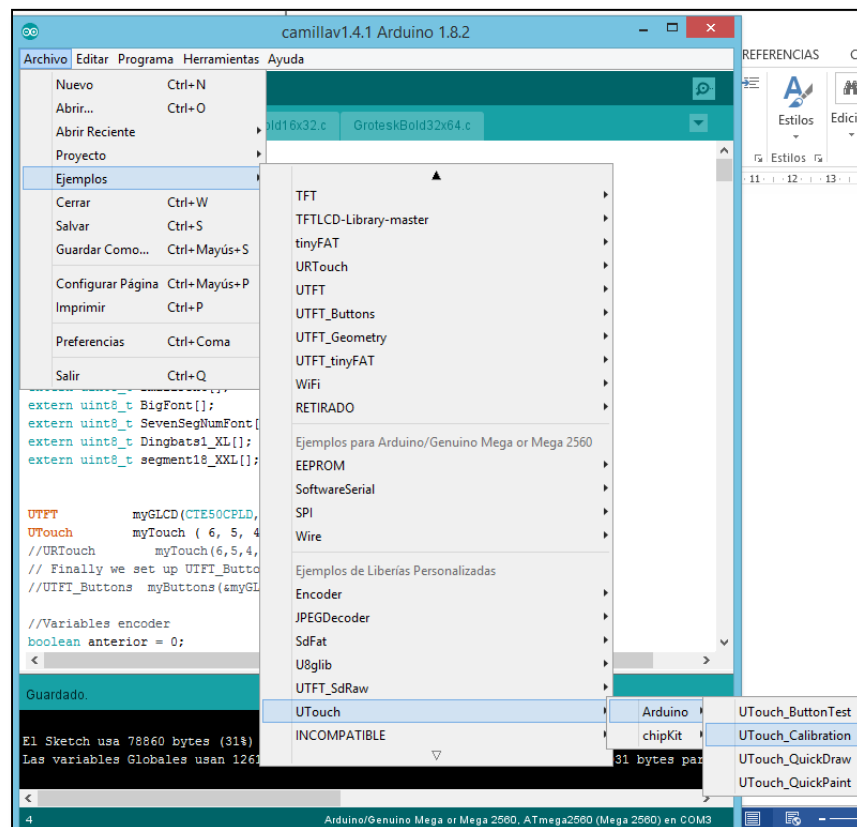 camillav1.4.1 Arduino 1.8.2
Archivo Editar Programa Herramientas Ayuda
REFERENCIAS
Nuevo Ctrl+N
Abrir... Ctrl+O
Abrir Reciente
Proyecto
Ejemplos
Cerrar Ctrl+W
Salvar Ctrl+S
Guardar Como... Ctrl+Mayús+S
Configurar Página Ctrl+Mayús+P
Imprimir Ctrl+P
Preferencias Ctrl+Coma
Salir Ctrl+Q
old16x32.c GroteskBold32x64.c
Estilos Edici
Estilos
11 12 13
TFT
TFTLCD-Library-master
tinyFAT
URTouch
UTFT
UTFT_Buttons
UTFT_Geometry
UTFT_tinyFAT
WiFi
RETIRADO
Ejemplos para Arduino/Genuino Mega or Mega 2560
EEPROM
SoftwareSerial
SPI
Wire
Ejemplos de Liberías Personalizadas
Encoder
JPEGDecoder
SdFat
U8glib
UTFT_SdRaw
UTouch
INCOMPATIBLE
Arduino
chipKit
UTouch_ButtonTest
UTouch_Calibration
UTouch_QuickDraw
UTouch_QuickPaint
extern uint8_t BigFont[];
extern uint8_t SevenSegNumFont[
extern uint8_t Dingbats1_XL[];
extern uint8_t segment18_XXL[];
UTFT myGLCD(CTE50CPLD,
UTouch myTouch ( 6, 5, 4
//URTouch myTouch(6,5,4,
// Finally we set up UTFT_Butto
//UTFT_Buttons myButtons(&myGL
//Variables encoder
boolean anterior = 0;
Guardado.
El Sketch usa 78860 bytes (31%)
Las variables Globales usan 1261 31 bytes par
4 Arduino/Genuino Mega or Mega 2560, ATmega2560 (Mega 2560) en COM3